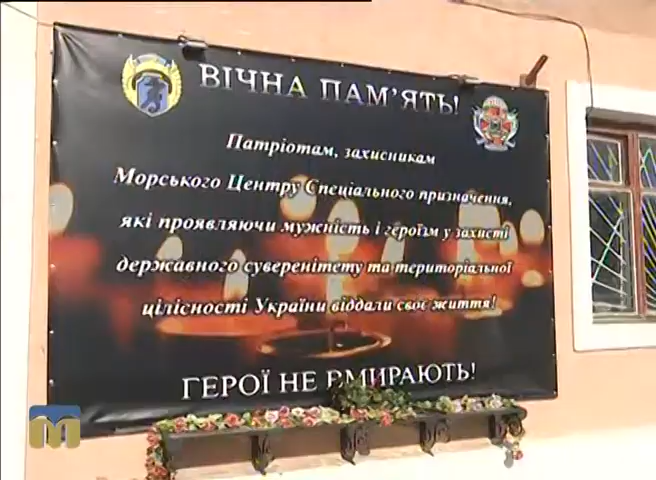 ВІЧНА ПАМ'ЯТЬ!
Патріотам, захисникам
Морського Центру Спеціального призначення,
які проявляючи мужність і героїзм у захисті
державного суверенітету та територіальної
цілісності України віддали своє життя!
ГЕРОЇ НЕ ВМИРАЮТЬ!